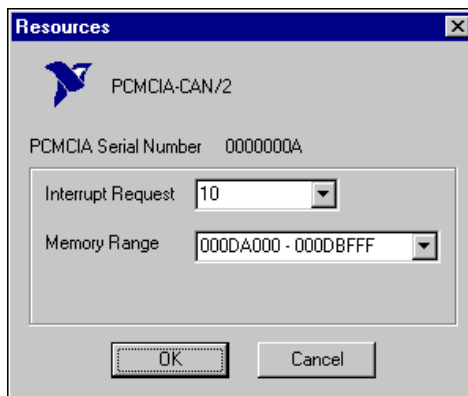 Resources
PCMCIA-CAN/2
PCMCIA Serial Number 0000000A
Interrupt Request 10
Memory Range 000DA000 - 000DBFFF
OK Cancel